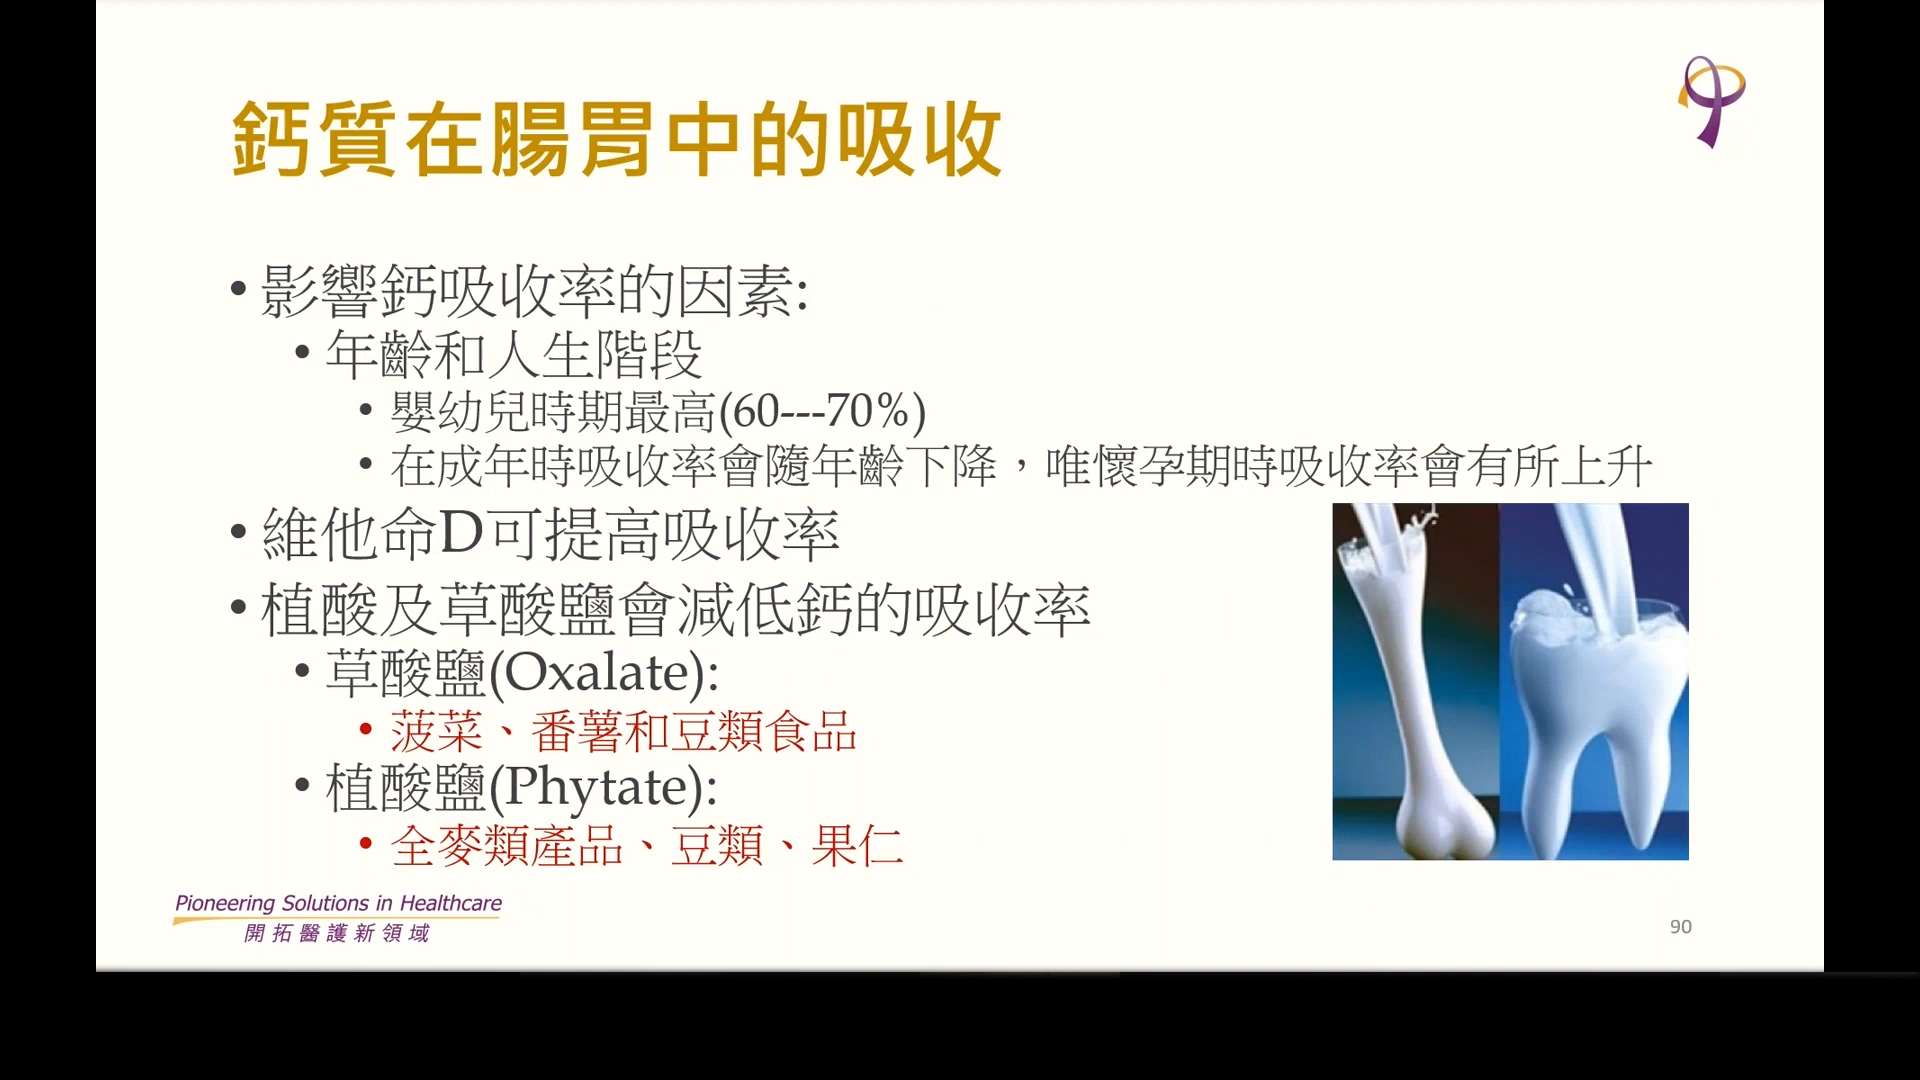 鈣質在腸胃中的吸收
• 影響鈣吸收率的因素:
• 年齡和人生階段
• 嬰幼兒時期最高(60---70%)
• 在成年時吸收率會隨年齡下降，唯懷孕期時吸收率會有所上升
• 維他命D可提高吸收率
• 植酸及草酸鹽會減低鈣的吸收率
• 草酸鹽(Oxalate):
• 菠菜、番薯和豆類食品
• 植酸鹽(Phytate):
• 全麥類產品、豆類、果仁
Pioneering Solutions in Healthcare
開拓醫護新領域
90